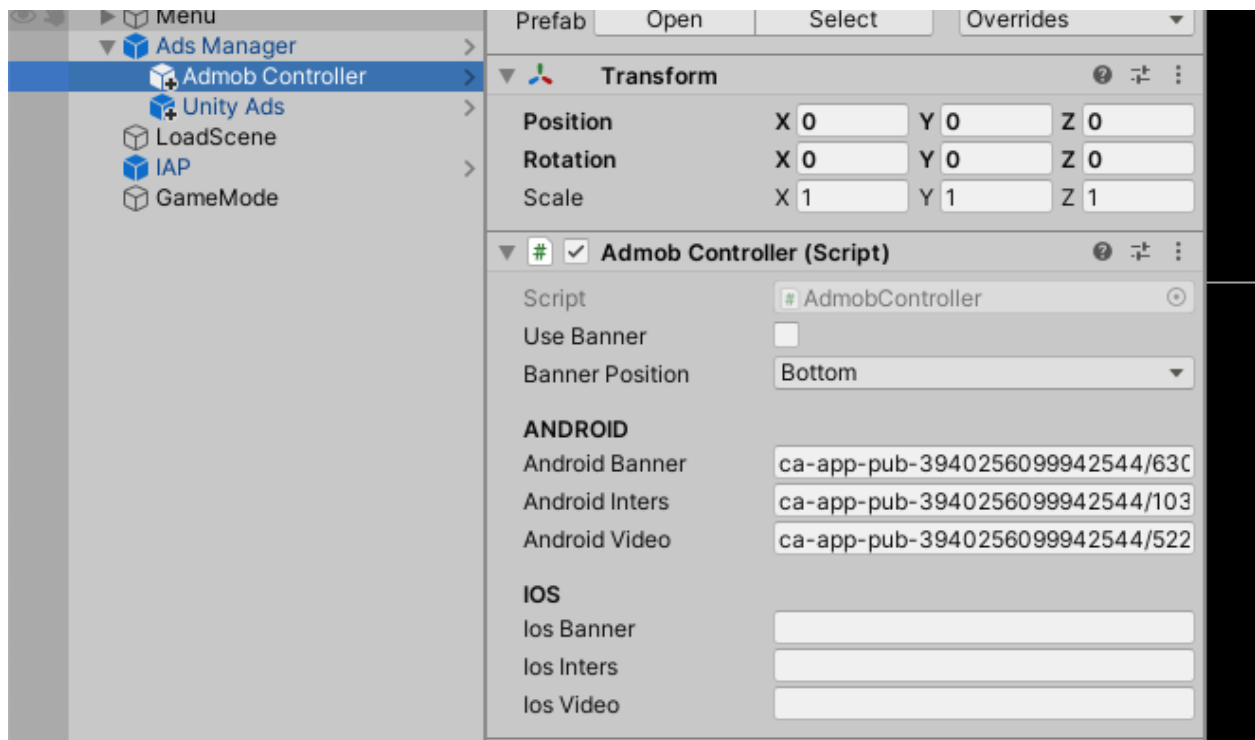 Menu
Ads Manager
Admob Controller
Unity Ads
LoadScene
IAP
GameMode
Prefab Open Select Overrides
Transform
Position X 0 Y 0 Z 0
Rotation X 0 Y 0 Z 0
Scale X 1 Y 1 Z 1
# Admob Controller (Script)
Script # AdmobController
Use Banner
Banner Position Bottom
ANDROID
Android Banner ca-app-pub-3940256099942544/630
Android Inters ca-app-pub-3940256099942544/103
Android Video ca-app-pub-3940256099942544/522
IOS
Ios Banner
Ios Inters
Ios Video